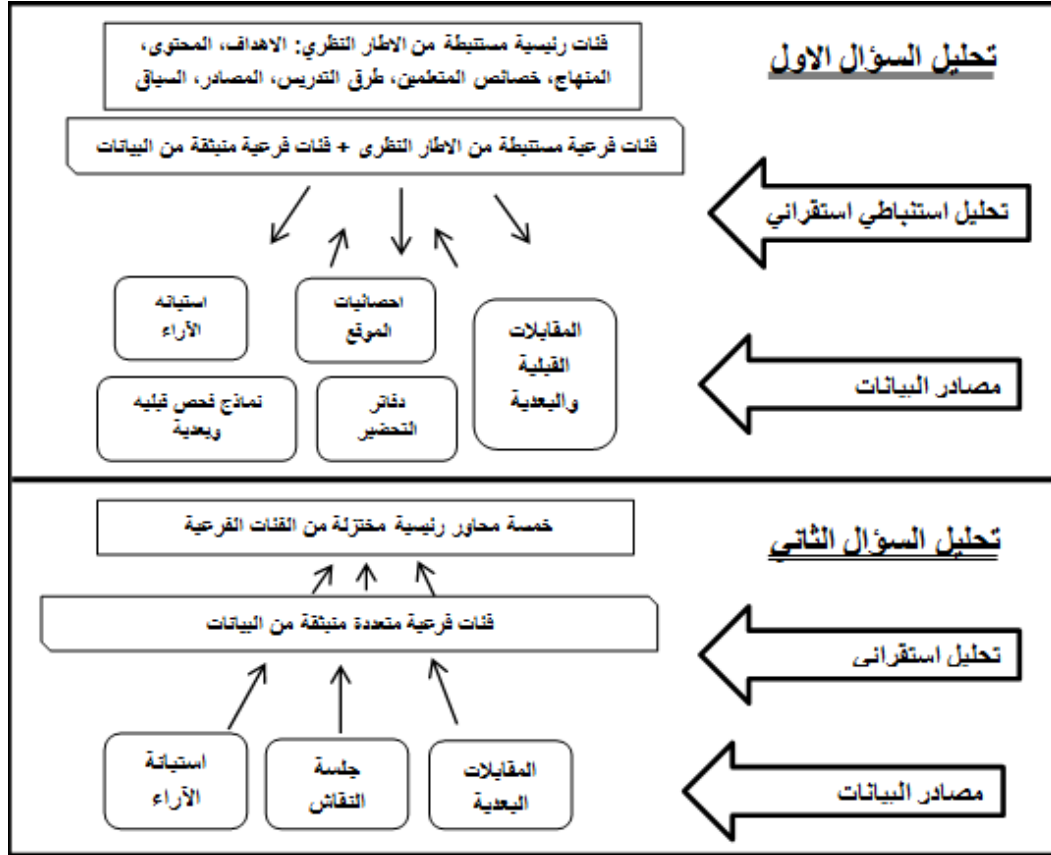 تحليل السؤال الاول
فئات رئيسية مستنبطة من الاطار النظري: الاهداف، المحتوى،
المنهاج، خصائص المتعلمين، طرق التدريس، المصادر، السياق
فئات فرعية مستنبطة من الاطار النظري + فئات فرعية منبثقة من البيانات
تحليل استنباطي استقرائي
المقابلات
القبلية
والبعدية
احصائيات
الموقع
استبانه
الآراء
دفاتر
التحضير
نماذج فحص قبليه
وبعدية
مصادر البيانات
تحليل السؤال الثاني
خمسة محاور رئيسية مختزلة من الفئات الفرعية
فئات فرعية متعددة منبثقة من البيانات
تحليل استقرائي
المقابلات
البعدية
جلسة
النقاش
استبانة
الآراء
مصادر البيانات